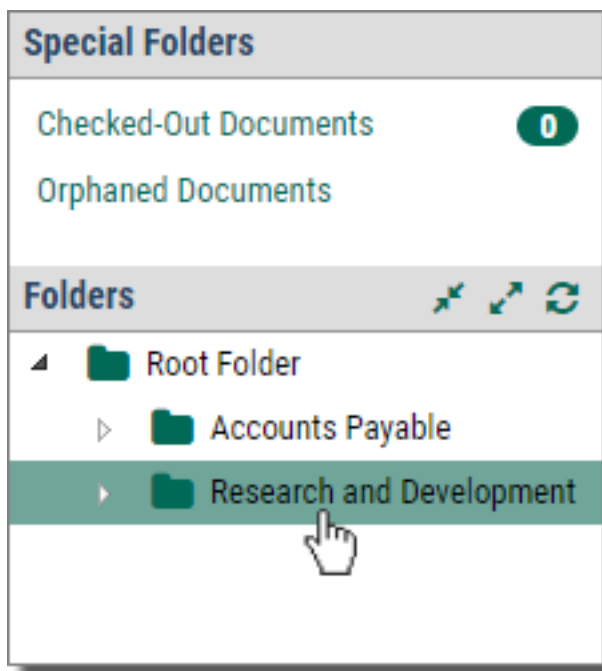 Special Folders
Checked-Out Documents 0
Orphaned Documents
Folders
Root Folder
Accounts Payable
Research and Development